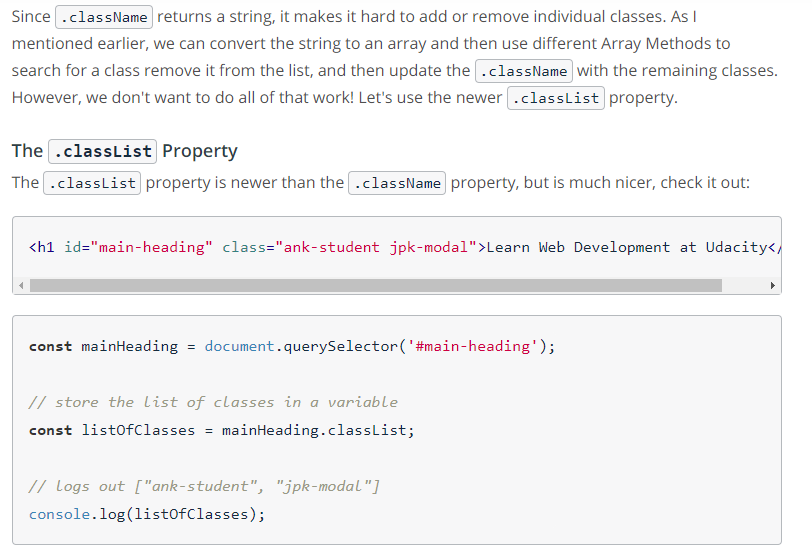 Since .className returns a string, it makes it hard to add or remove individual classes. As I
mentioned earlier, we can convert the string to an array and then use different Array Methods to
search for a class remove it from the list, and then update the .className with the remaining classes.
However, we don't want to do all of that work! Let's use the newer .classList property.
The .classList Property
The .classList property is newer than the .className property, but is much nicer, check it out:
<h1 id="main-heading" class="ank-student jpk-modal">Learn Web Development at Udacity</
const mainHeading = document.querySelector('#main-heading');
// store the list of classes in a variable
const listOfClasses = mainHeading.classList;
// logs out ["ank-student", "jpk-modal"]
console.log(listOfClasses);